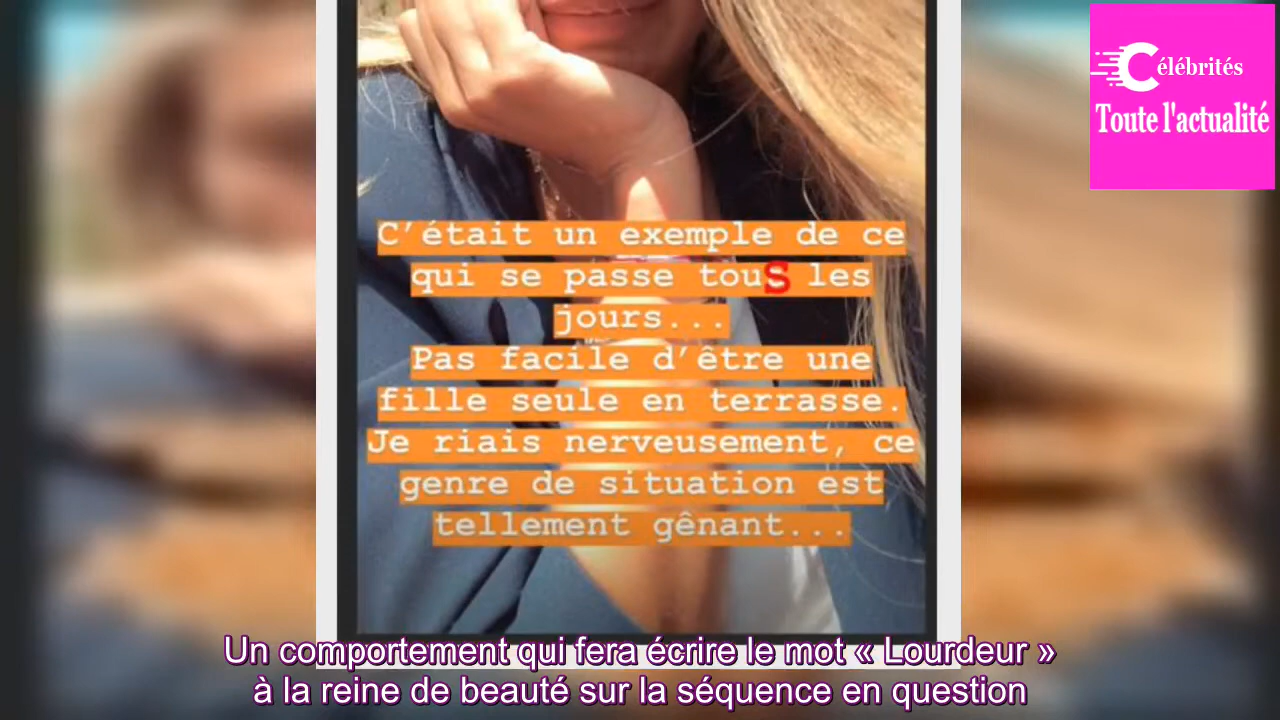 Célébrités
Toute l'actualité
C'était un exemple de ce
qui se passe touS les
jours...
Pas facile d'être une
fille seule en terrasse.
Je riais nerveusement, ce
genre de situation est
tellement gênant...
Un comportement qui fera écrire le mot « Lourdeur »
à la reine de beauté sur la séquence en question